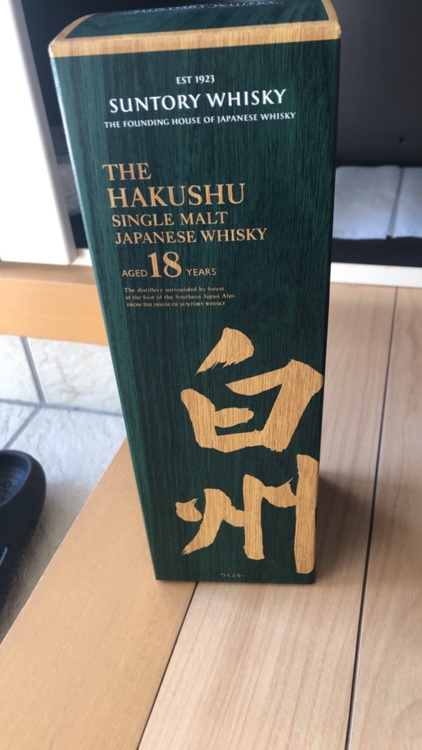 EST 1923
SUNTORY WHISKY
THE FOUNDING HOUSE OF JAPANESE WHISKY
THE
HAKUSHU
SINGLE MALT
JAPANESE WHISKY
AGED 18 YEARS
The distillery surrounded by forest
at the foot of the Southern Japan Alps
FROM THE HOUSE OF SUNTORY WHISKY
白
州
ウイスキー